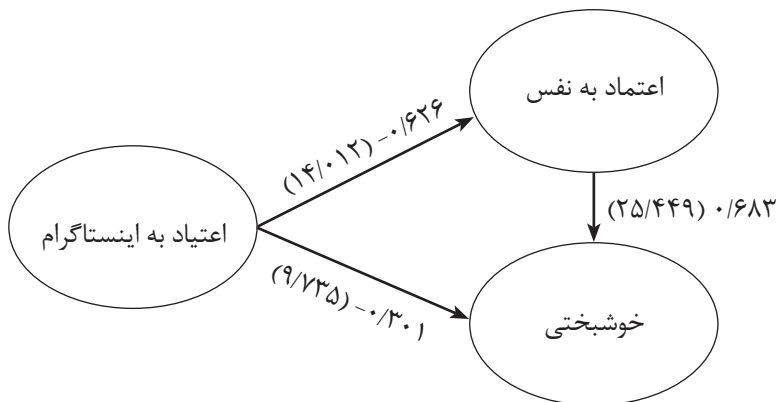 اعتماد به نفس
(۱۴/۰۱۲) -۰/۶۲۶
(۲۵/۴۴۹) ۰/۶۸۳
اعتیاد به اینستاگرام
(۹/۷۳۵) -۰/۳۰۱
خوشبختی